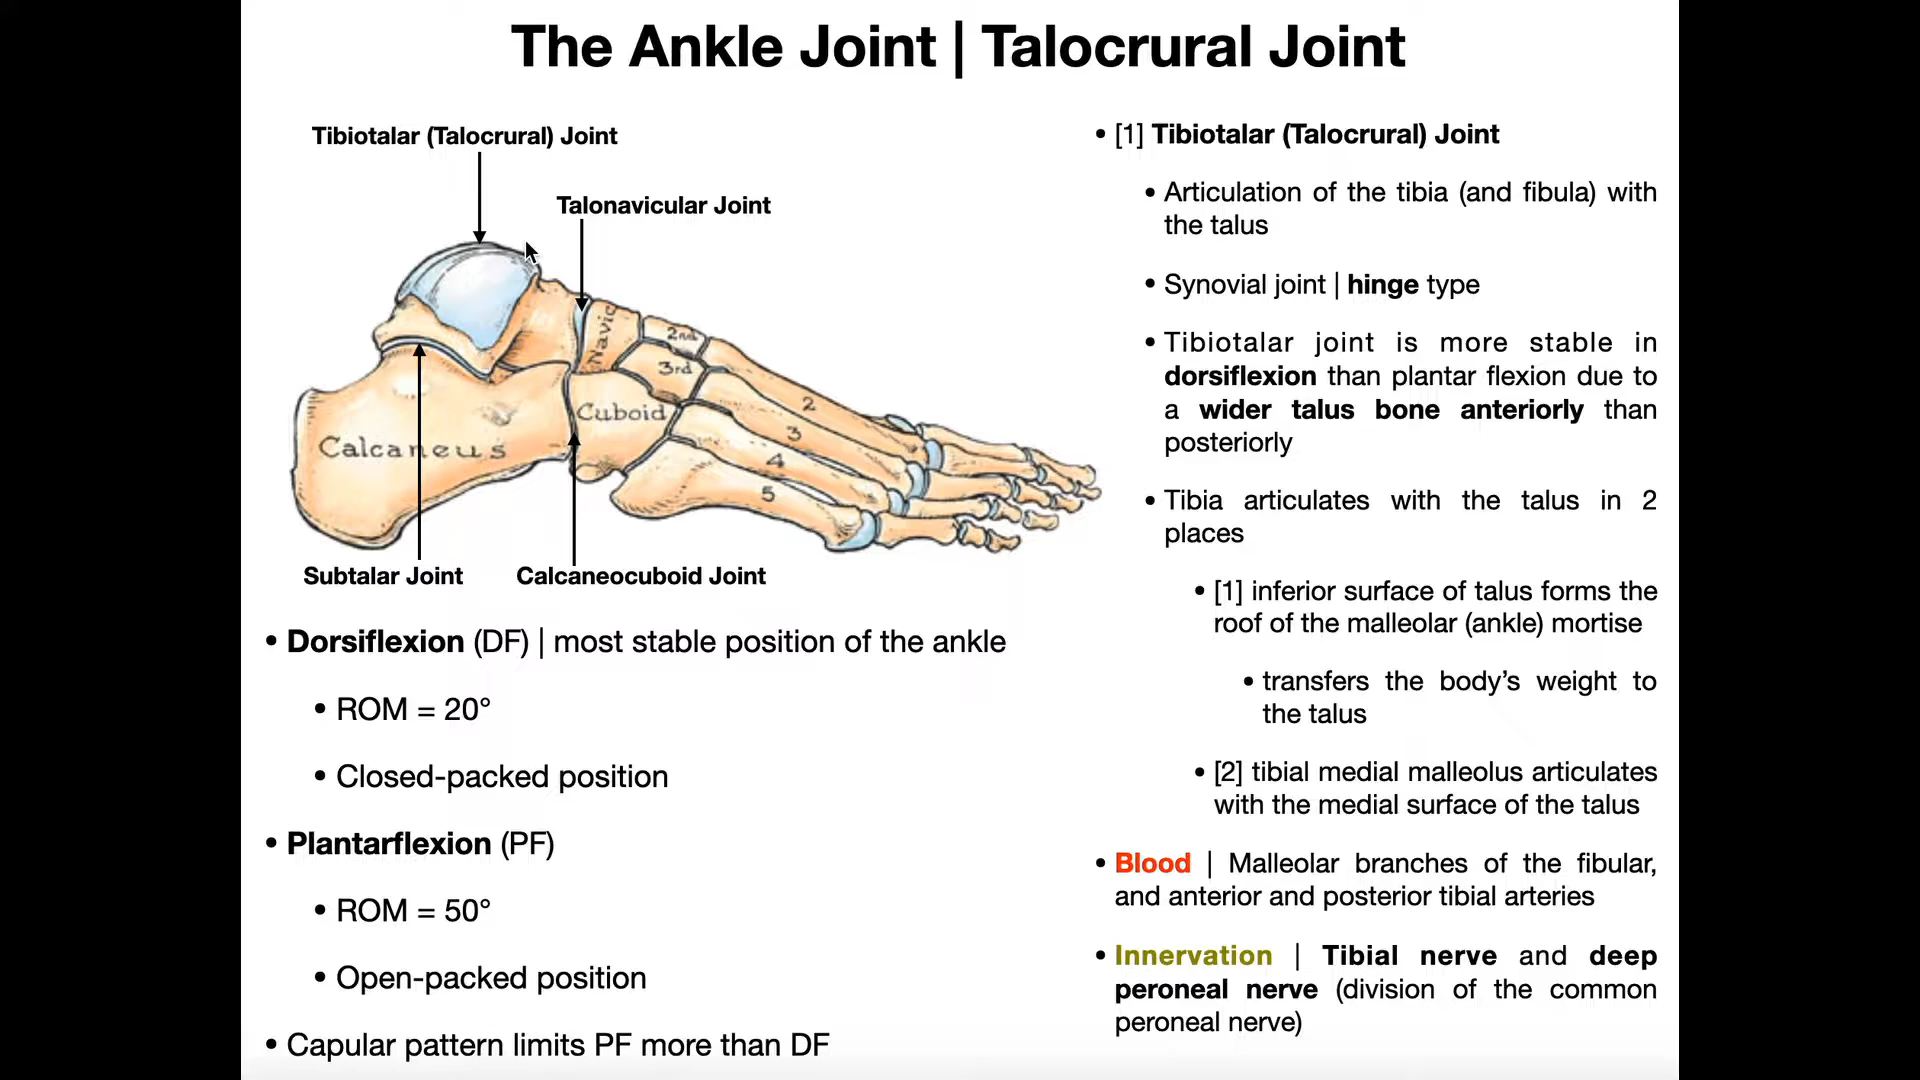 The Ankle Joint | Talocrural Joint
Tibiotalar (Talocrural) Joint
Talonavicular Joint
Navic
2nd
3rd
Cuboid
Calcaneus
2
3
4
5
Subtalar Joint
Calcaneocuboid Joint
• Dorsiflexion (DF) | most stable position of the ankle
• ROM = 20°
• Closed-packed position
• Plantarflexion (PF)
• ROM = 50°
• Open-packed position
• Capular pattern limits PF more than DF
• [1] Tibiotalar (Talocrural) Joint
• Articulation of the tibia (and fibula) with
the talus
• Synovial joint | hinge type
• Tibiotalar joint is more stable in
dorsiflexion than plantar flexion due to
a wider talus bone anteriorly than
posteriorly
• Tibia articulates with the talus in 2
places
• [1] inferior surface of talus forms the
roof of the malleolar (ankle) mortise
• transfers the body’s weight to
the talus
• [2] tibial medial malleolus articulates
with the medial surface of the talus
• Blood | Malleolar branches of the fibular,
and anterior and posterior tibial arteries
• Innervation | Tibial nerve and deep
peroneal nerve (division of the common
peroneal nerve)